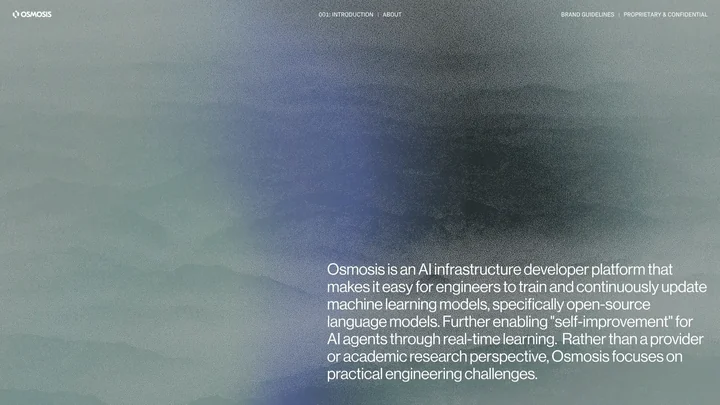 OSMOSIS
001: INTRODUCTION | ABOUT
BRAND GUIDELINES | PROPRIETARY & CONFIDENTIAL
Osmosis is an AI infrastructure developer platform that
makes it easy for engineers to train and continuously update
machine learning models, specifically open-source
language models. Further enabling "self-improvement" for
AI agents through real-time learning. Rather than a provider
or academic research perspective, Osmosis focuses on
practical engineering challenges.